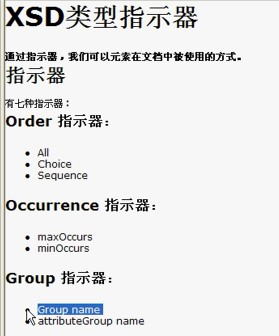 XSD类型指示器
通过指示器，我们可以元素在文档中被使用的方式。
指示器
有七种指示器：
Order 指示器：
All
Choice
Sequence
Occurrence 指示器：
maxOccurs
minOccurs
Group 指示器：
Group name
attributeGroup name